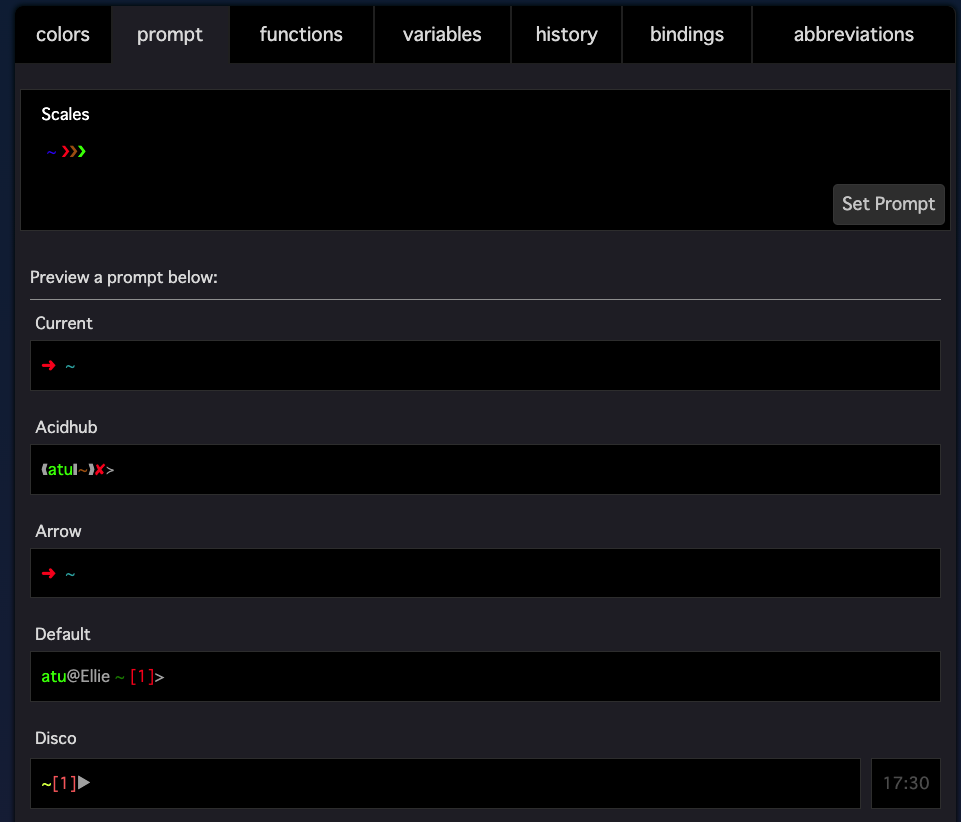 colors prompt functions variables history bindings abbreviations
Scales
~ ❯❯❯
Set Prompt
Preview a prompt below:
Current
➜ ~
Acidhub
⦗atu‖~⦘✘>
Arrow
➜ ~
Default
atu@Ellie ~ [1]>
Disco
~[1]▶ 17:30